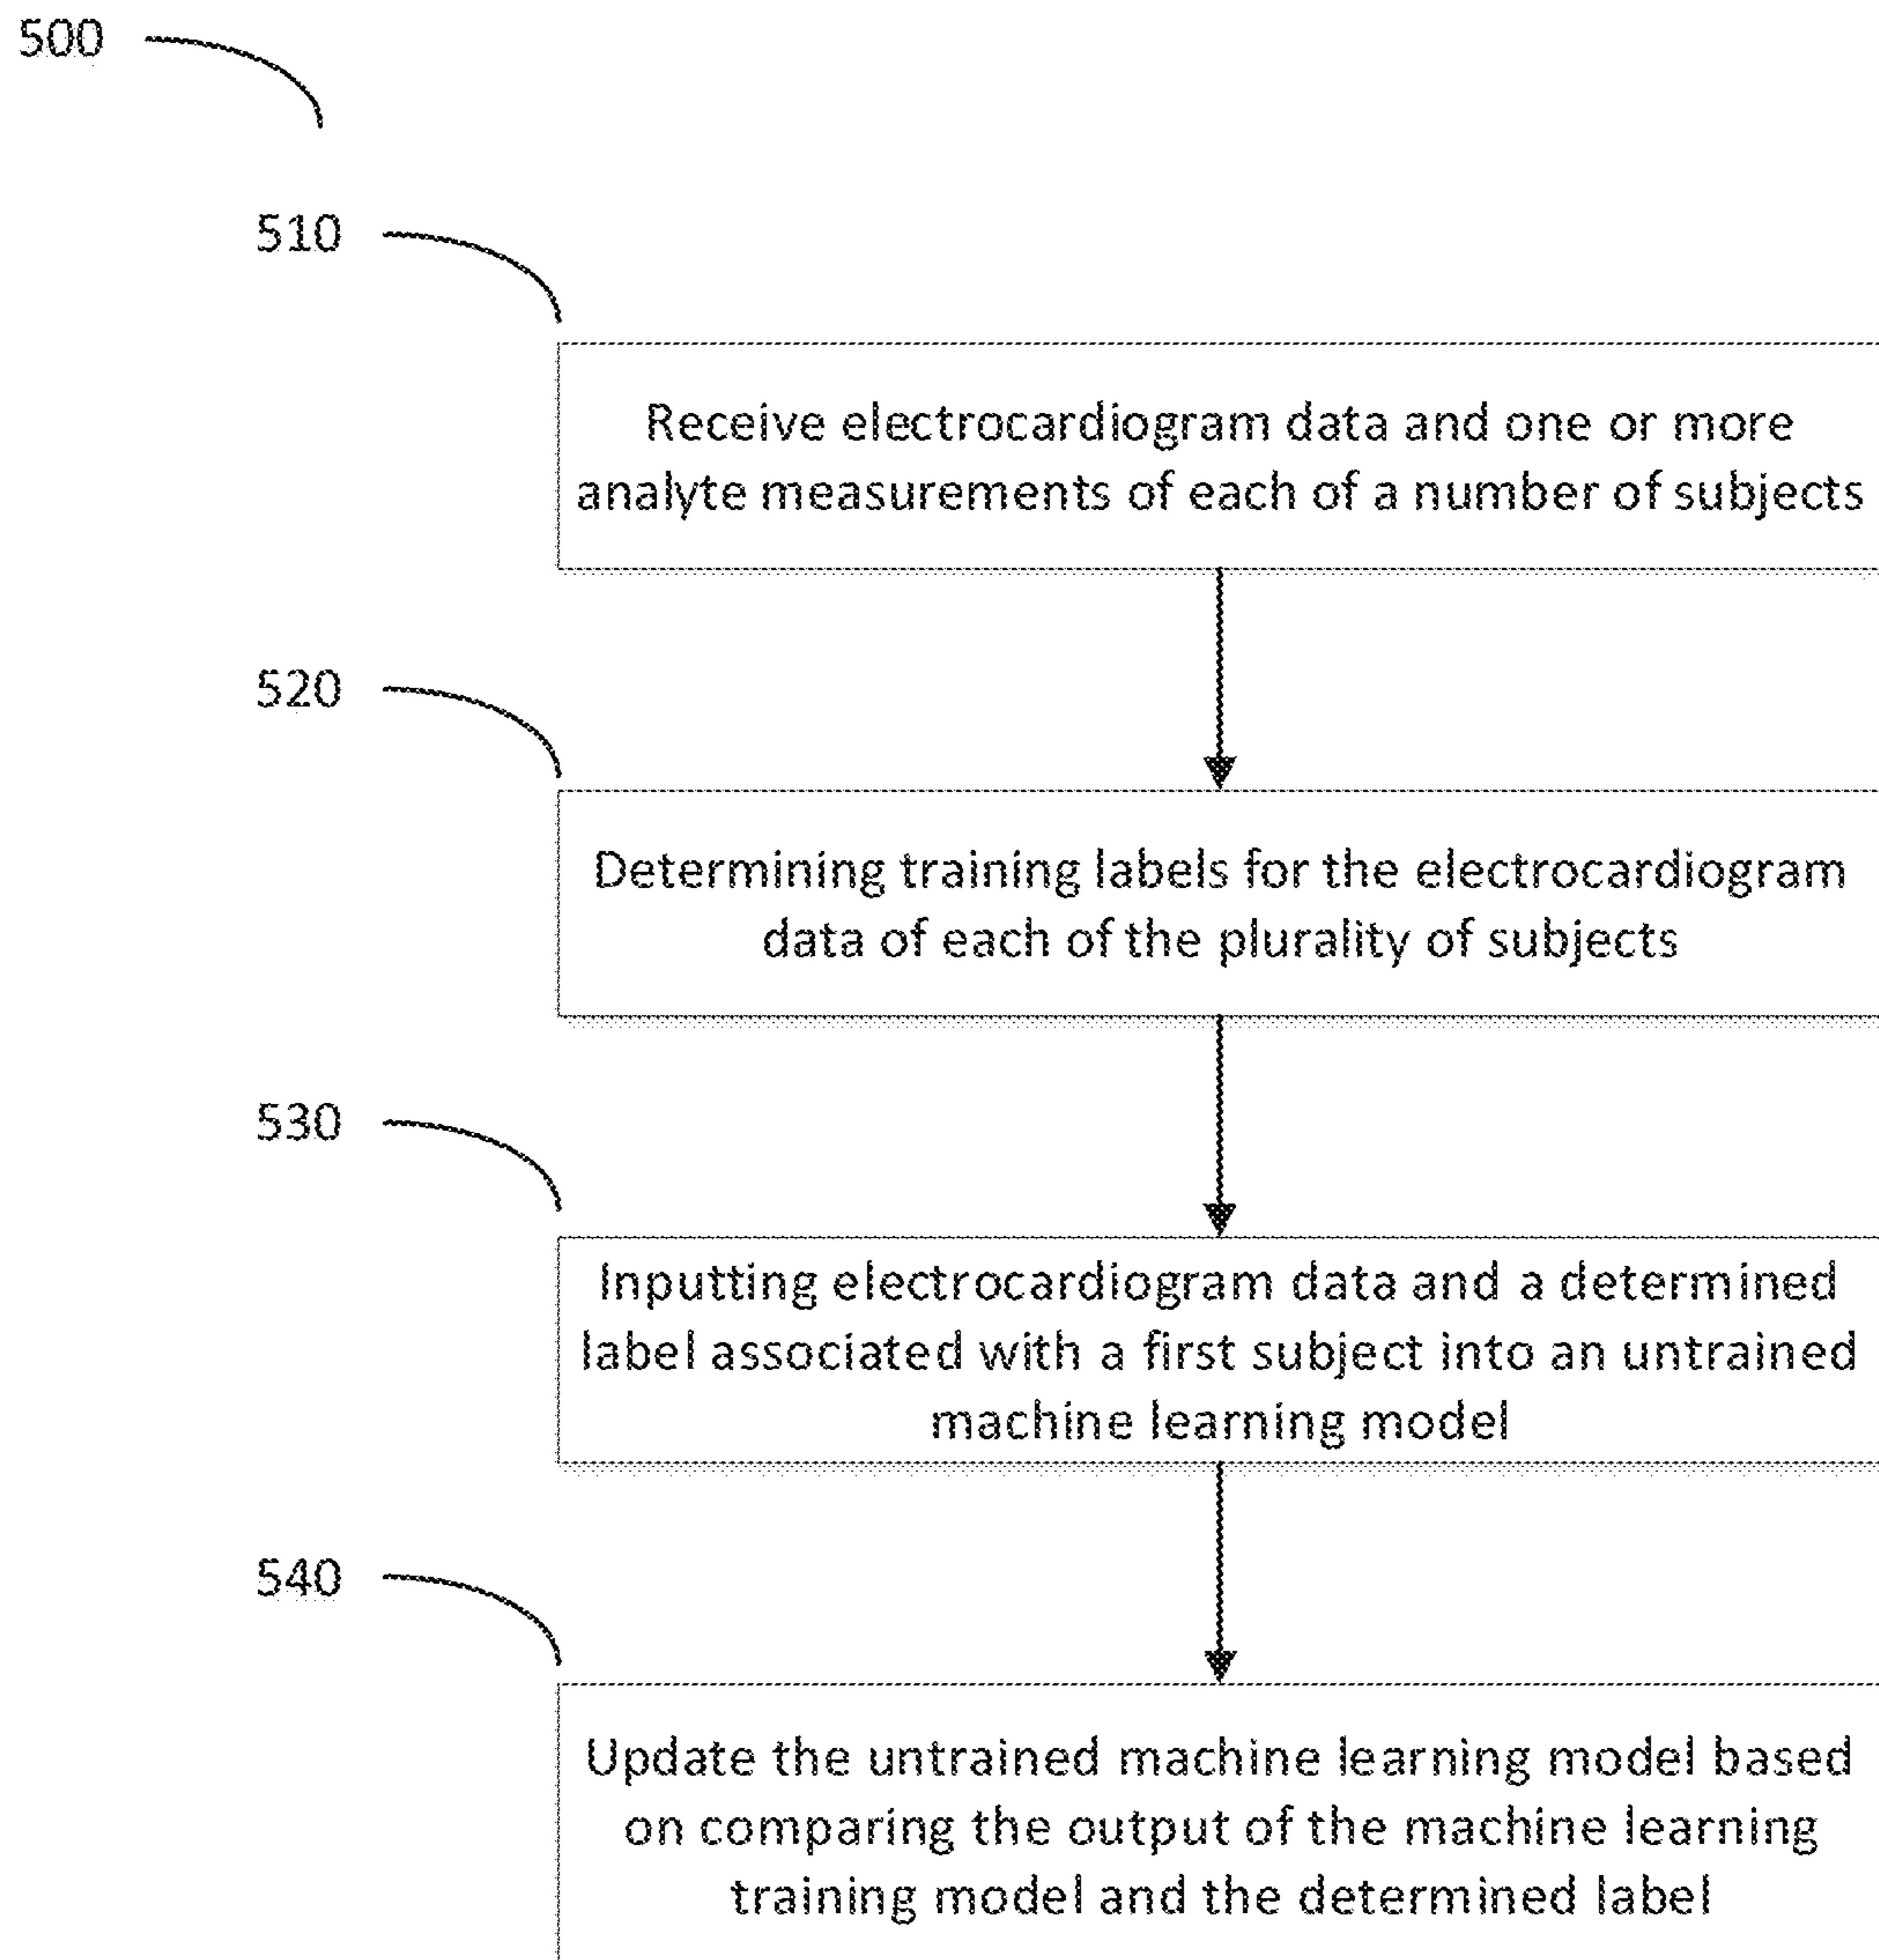 500
510
Receive electrocardiogram data and one or more
analyte measurements of each of a number of subjects
520
Determining training labels for the electrocardiogram
data of each of the plurality of subjects
530
Inputting electrocardiogram data and a determined
label associated with a first subject into an untrained
machine learning model
540
Update the untrained machine learning model based
on comparing the output of the machine learning
training model and the determined label